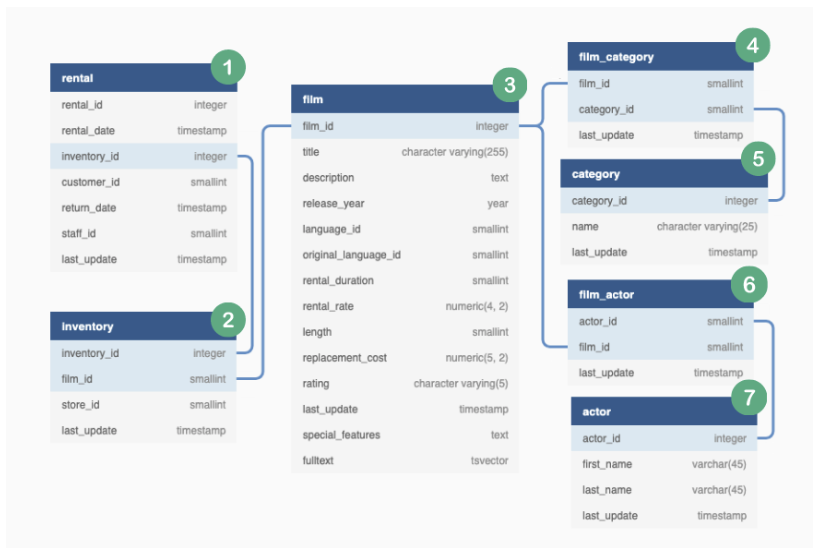 1
rental
rental_id integer
rental_date timestamp
inventory_id integer
customer_id smallint
return_date timestamp
staff_id smallint
last_update timestamp
2
inventory
inventory_id integer
film_id smallint
store_id smallint
last_update timestamp
3
film
film_id integer
title character varying(255)
description text
release_year year
language_id smallint
original_language_id smallint
rental_duration smallint
rental_rate numeric(4, 2)
length smallint
replacement_cost numeric(5, 2)
rating character varying(5)
last_update timestamp
special_features text
fulltext tsvector
4
film_category
film_id smallint
category_id smallint
last_update timestamp
5
category
category_id integer
name character varying(25)
last_update timestamp
6
film_actor
actor_id smallint
film_id smallint
last_update timestamp
7
actor
actor_id integer
first_name varchar(45)
last_name varchar(45)
last_update timestamp